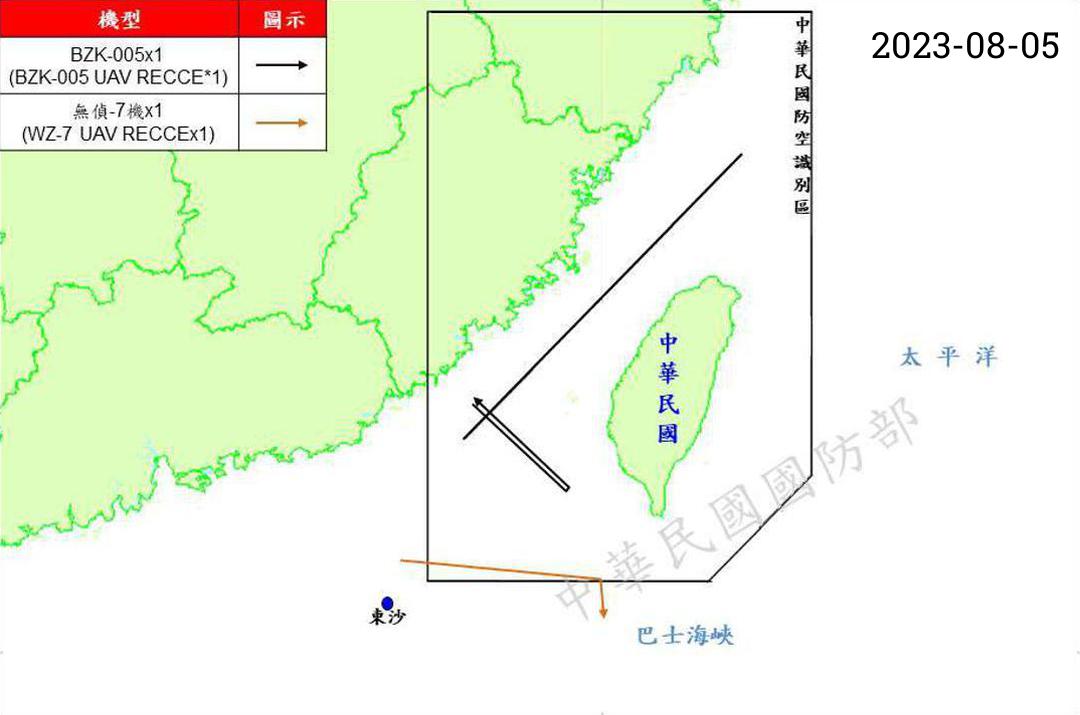 機型 圖示
BZK-005x1
(BZK-005 UAV RECCE*1)
無偵-7機x1
(WZ-7 UAV RECCEx1)
2023-08-05
中華民國防空識別區
中華民國
太平洋
中華民國國防部
東沙
巴士海峽